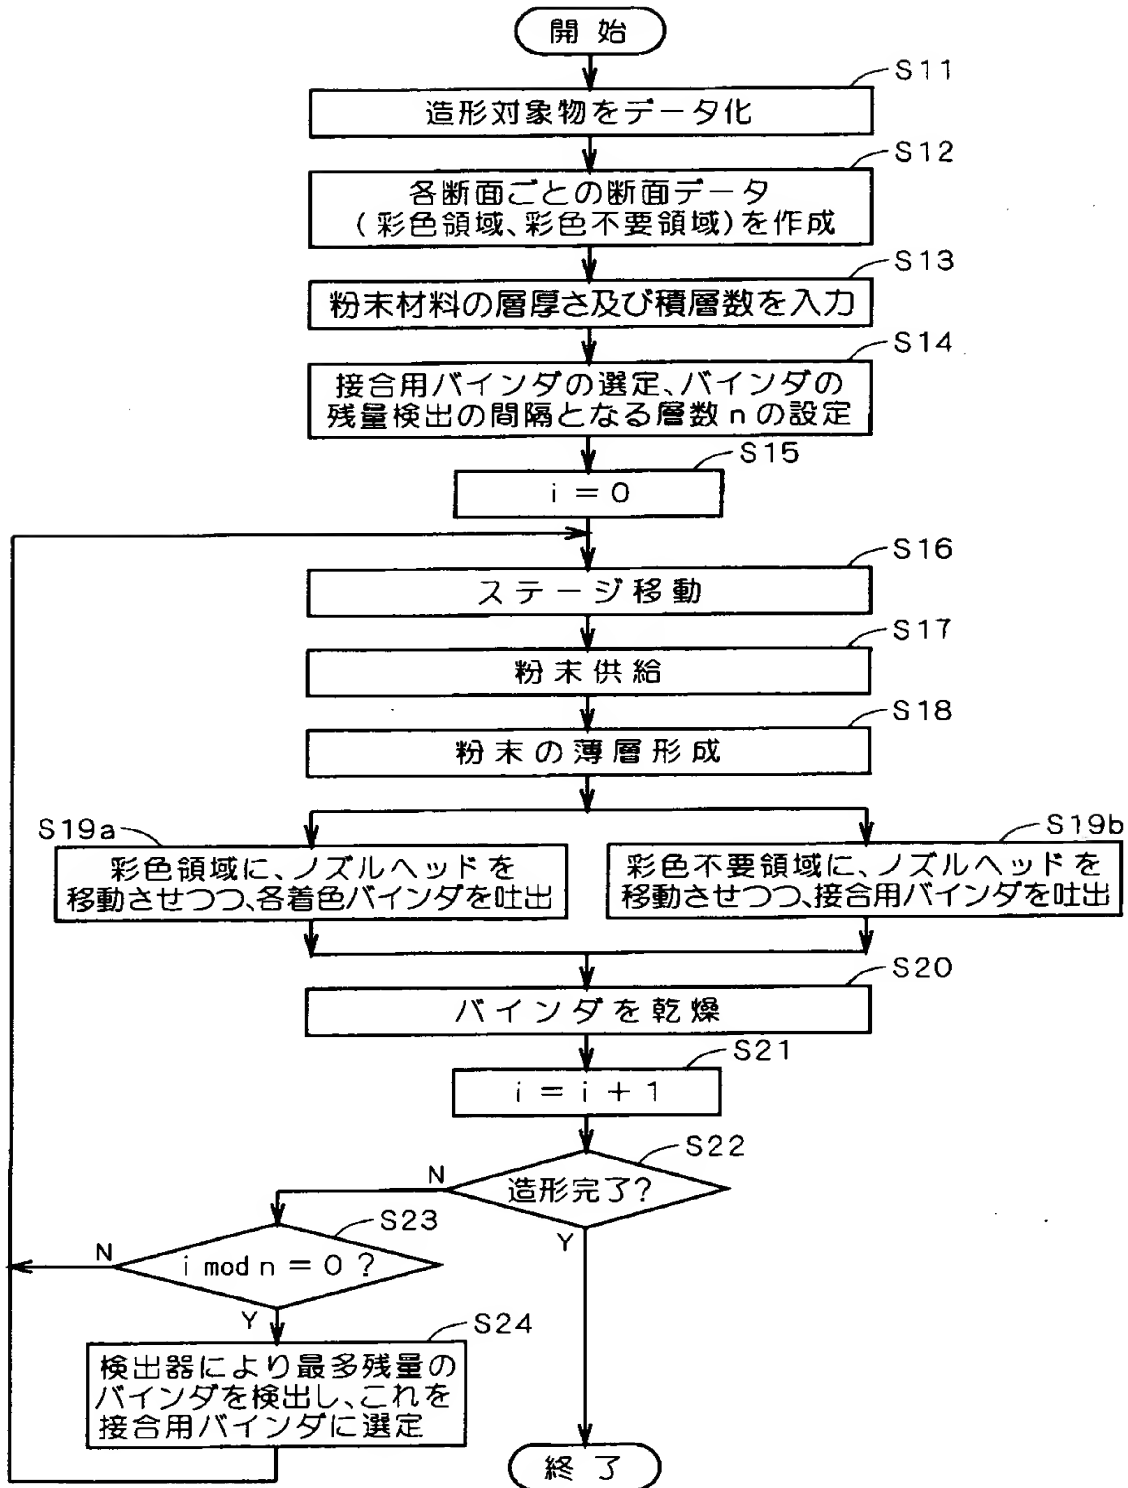 開始
S11
造形対象物をデータ化
S12
各断面ごとの断面データ
(彩色領域、彩色不要領域)を作成
S13
粉末材料の層厚さ及び積層数を入力
S14
接合用バインダの選定、バインダの
残量検出の間隔となる層数nの設定
S15
i = 0
S16
ステージ移動
S17
粉末供給
S18
粉末の薄層形成
S19a
彩色領域に、ノズルヘッドを
移動させつつ、各着色バインダを吐出
S19b
彩色不要領域に、ノズルヘッドを
移動させつつ、接合用バインダを吐出
S20
バインダを乾燥
S21
i = i + 1
S22
造形完了?
N
Y
S23
i mod n = 0 ?
N
Y
S24
検出器により最多残量の
バインダを検出し、これを
接合用バインダに選定
終了